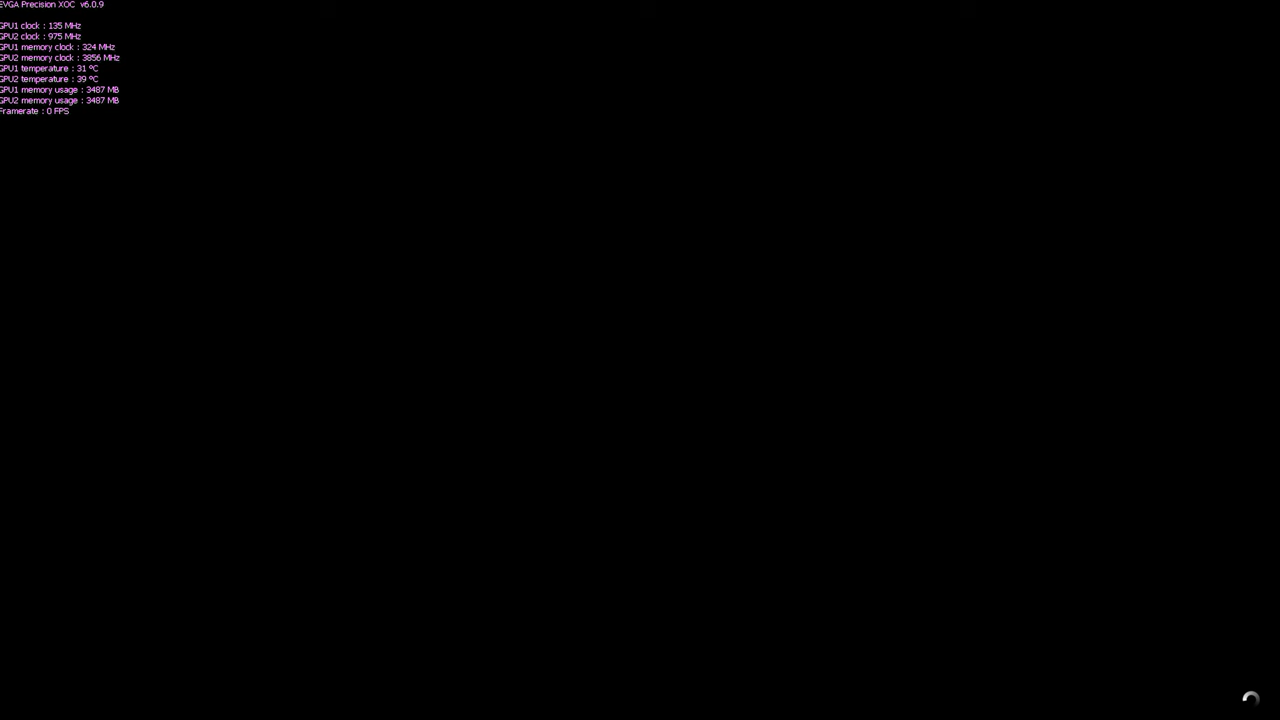 EVGA Precision XOC v6.0.9
GPU1 clock : 135 MHz
GPU2 clock : 975 MHz
GPU1 memory clock : 324 MHz
GPU2 memory clock : 3856 MHz
GPU1 temperature : 31 ºC
GPU2 temperature : 39 ºC
GPU1 memory usage : 3487 MB
GPU2 memory usage : 3487 MB
Framerate : 0 FPS